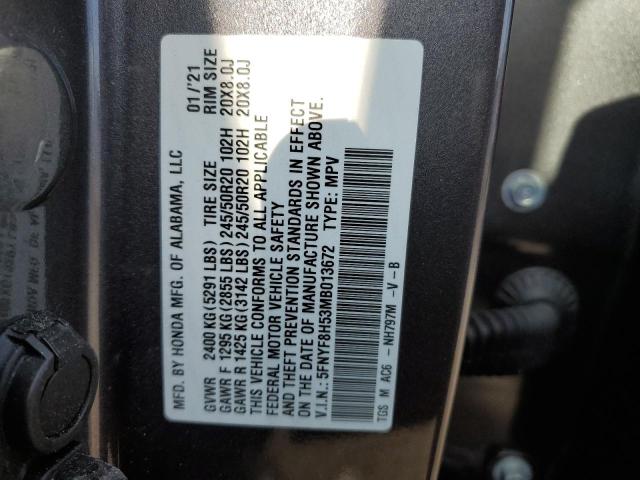 MFD. BY HONDA MFG. OF ALABAMA, LLC 01/'21
GVWR 2400 KG (5291 LBS) TIRE SIZE RIM SIZE
GAWR F 1295 KG (2855 LBS) 245/50R20 102H 20X8.0J
GAWR R 1425 KG (3142 LBS) 245/50R20 102H 20X8.0J
THIS VEHICLE CONFORMS TO ALL APPLICABLE
FEDERAL MOTOR VEHICLE SAFETY
AND THEFT PREVENTION STANDARDS IN EFFECT
ON THE DATE OF MANUFACTURE SHOWN ABOVE.
V.I.N.: 5FNYF8H53MB013672 TYPE: MPV
TGS M AC6 - NH797M -V -B